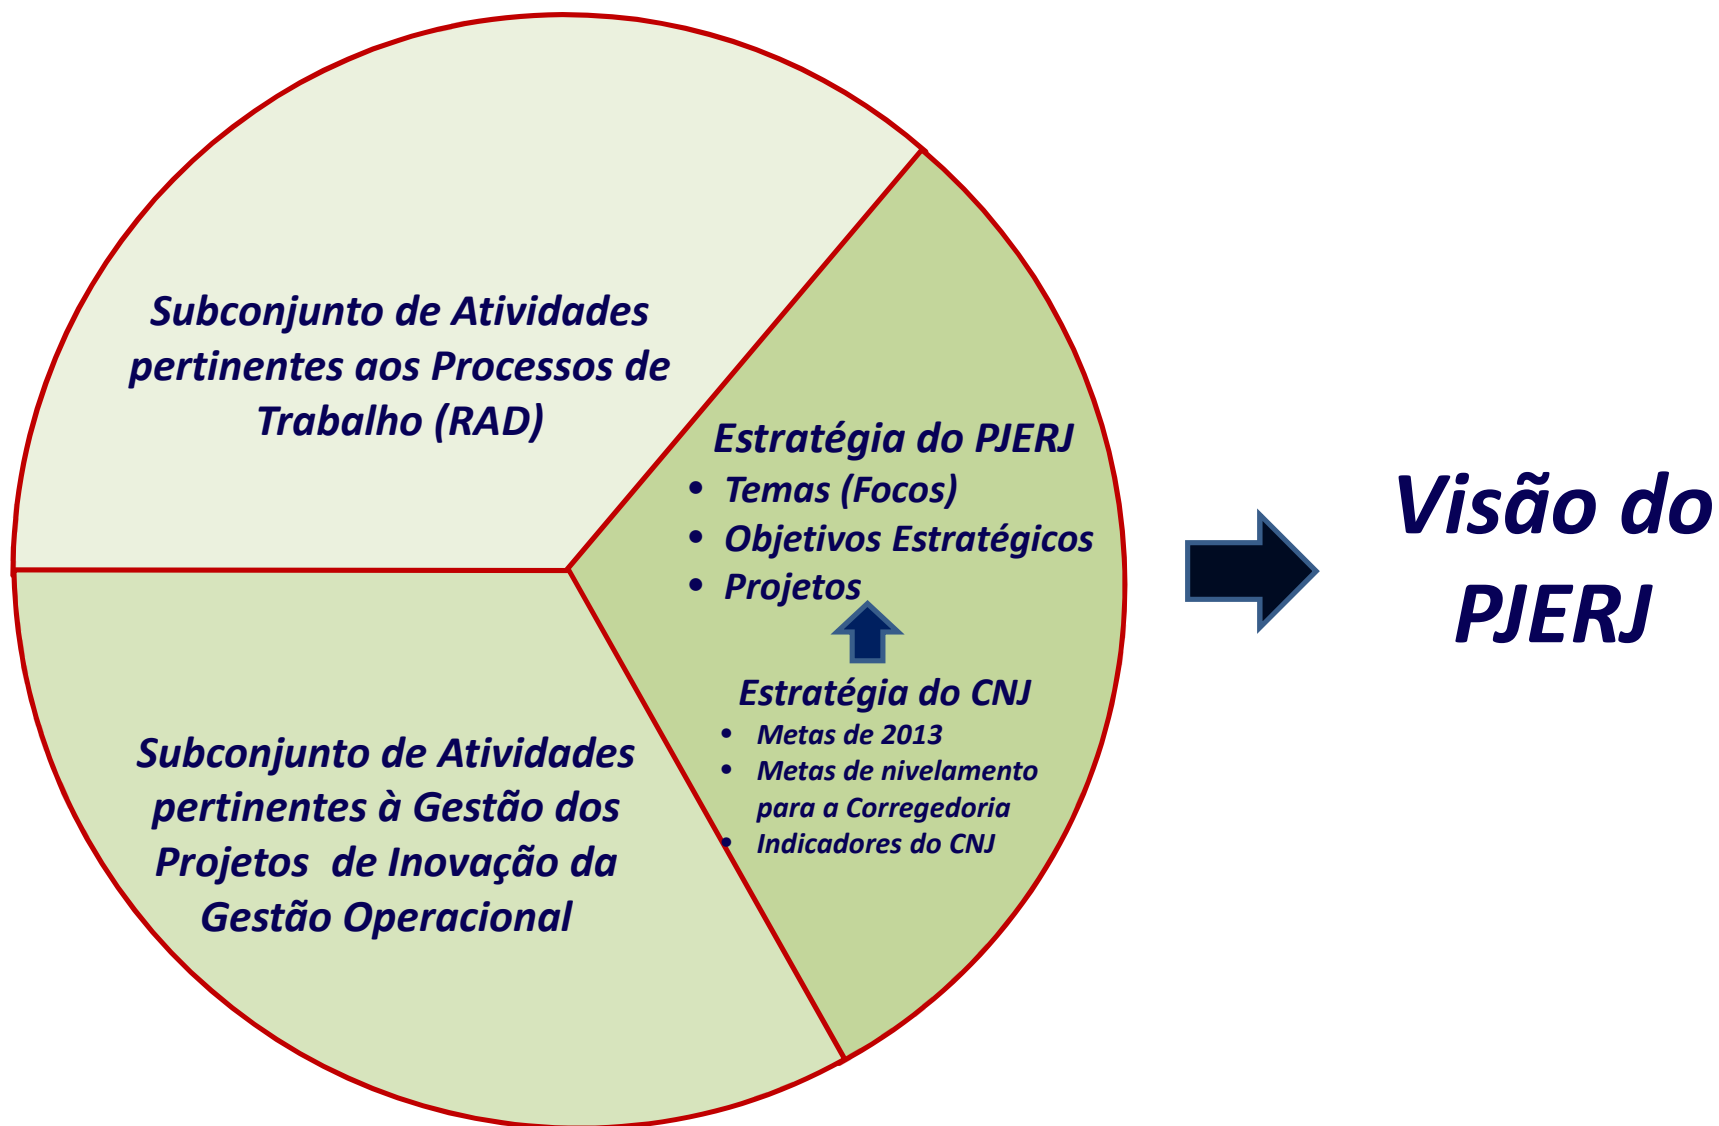 Subconjunto de Atividades
pertinentes aos Processos de
Trabalho (RAD)
Estratégia do PJERJ
• Temas (Focos)
• Objetivos Estratégicos
• Projetos
Estratégia do CNJ
• Metas de 2013
• Metas de nivelamento
para a Corregedoria
• Indicadores do CNJ
Subconjunto de Atividades
pertinentes à Gestão dos
Projetos de Inovação da
Gestão Operacional
Visão do
PJERJ